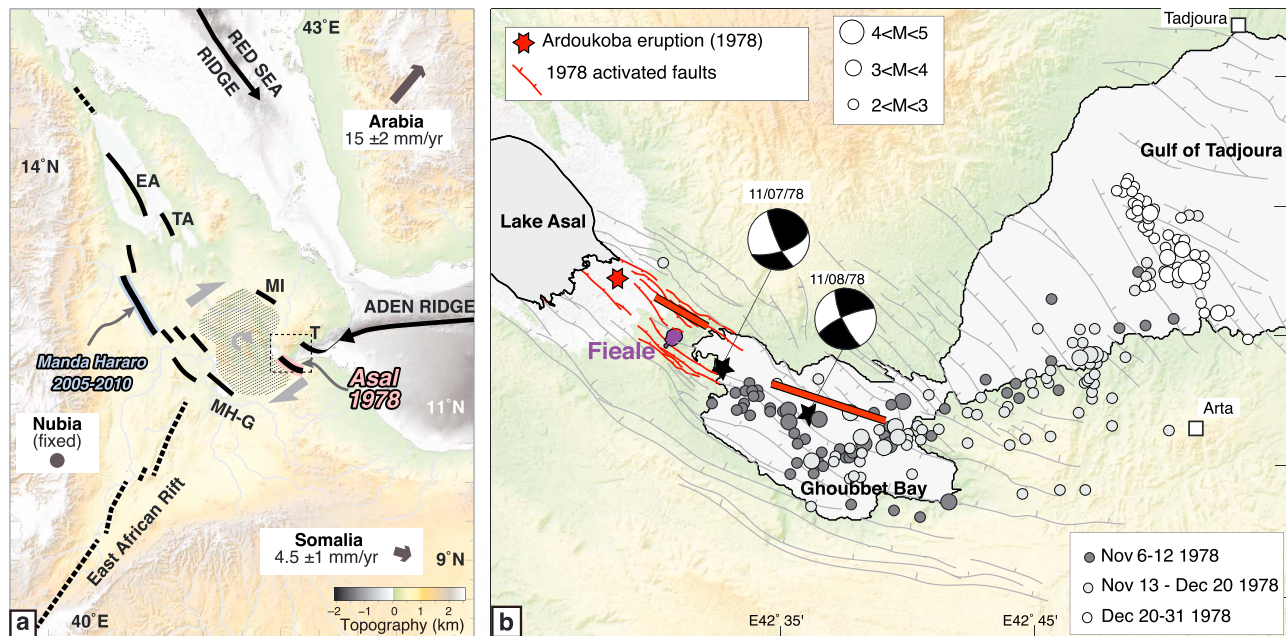 43°E
RED SEA
RIDGE
Arabia
15 ±2 mm/yr
14°N
EA
TA
MI
ADEN RIDGE
T
Manda Hararo
2005-2010
Asal
1978
MH-G
11°N
Nubia
(fixed)
East African Rift
Somalia
4.5 ±1 mm/yr
9°N
−2 −1 0 1 2
Topography (km)
a
40°E
Ardoukoba eruption (1978)
1978 activated faults
4<M<5
3<M<4
2<M<3
Tadjoura
Gulf of Tadjoura
11/07/78
Lake Asal
11/08/78
Fieale
Arta
Ghoubbet Bay
Nov 6-12 1978
Nov 13 - Dec 20 1978
Dec 20-31 1978
b
E42˚35'
E42˚45'